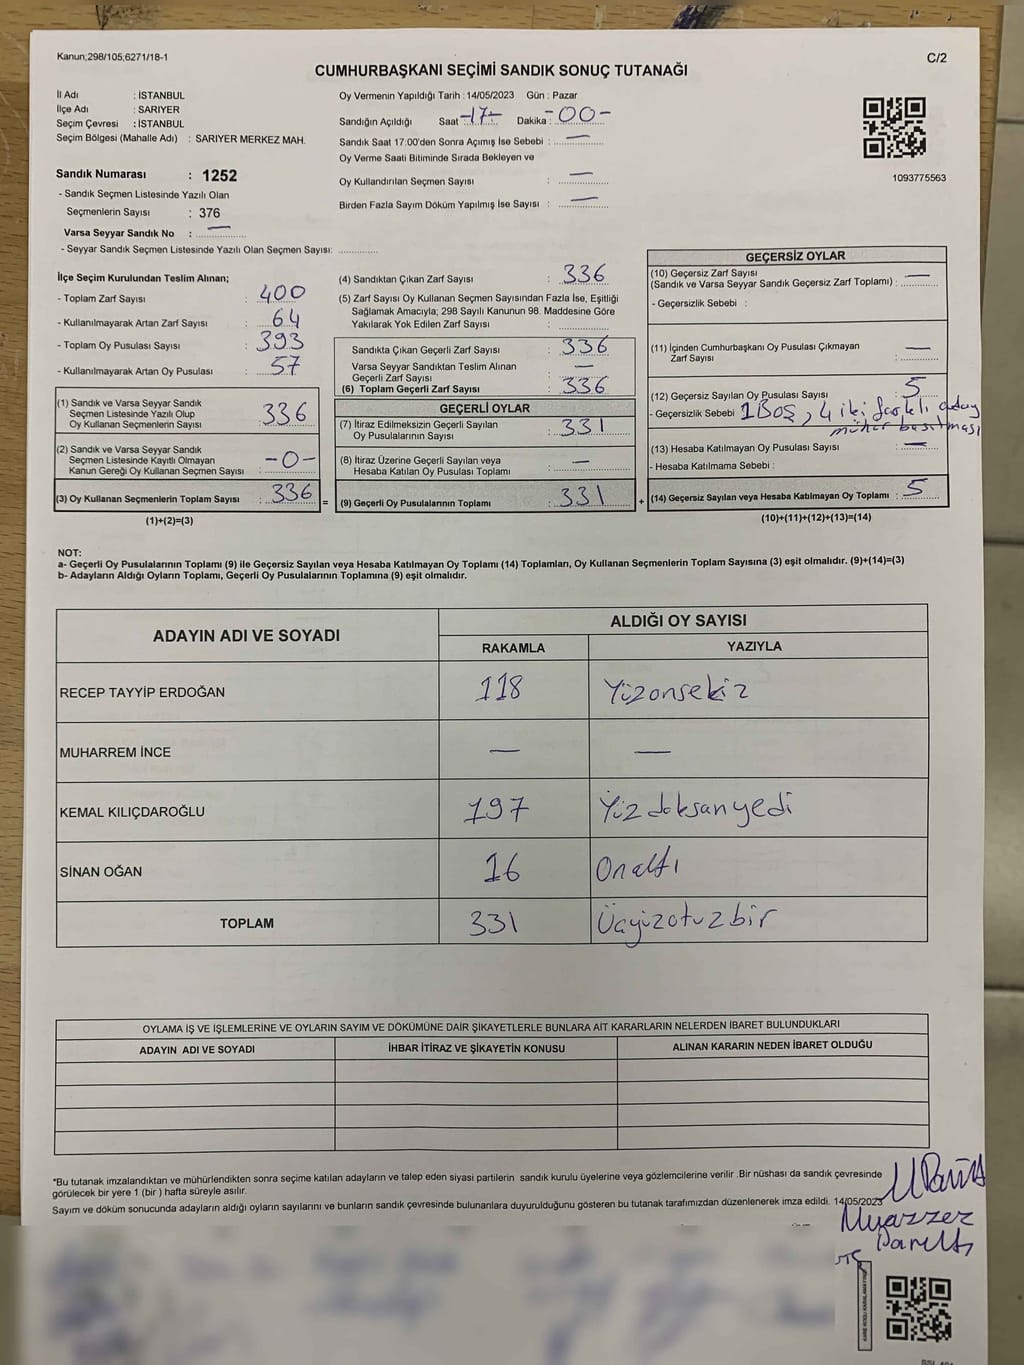 Kanun;298/105;6271/18-1
C/2
CUMHURBAŞKANI SEÇİMİ SANDIK SONUÇ TUTANAĞI
İl Adı : İSTANBUL
İlçe Adı : SARIYER
Seçim Çevresi : İSTANBUL
Seçim Bölgesi (Mahalle Adı) : SARIYER MERKEZ MAH.
Oy Vermenin Yapıldığı Tarih : 14/05/2023 Gün : Pazar
Sandığın Açıldığı Saat -17- Dakika : -00-
Sandık Saat 17:00'den Sonra Açımış İse Sebebi : —
Oy Verme Saati Bitiminde Sırada Bekleyen ve
Oy Kullandırılan Seçmen Sayısı : —
Birden Fazla Sayım Döküm Yapılmış İse Sayısı : —
1093775563
Sandık Numarası : 1252
- Sandık Seçmen Listesinde Yazılı Olan
Seçmenlerin Sayısı : 376
Varsa Seyyar Sandık No : —
- Seyyar Sandık Seçmen Listesinde Yazılı Olan Seçmen Sayısı:
İlçe Seçim Kurulundan Teslim Alınan;
- Toplam Zarf Sayısı : 400
- Kullanılmayarak Artan Zarf Sayısı : 64
- Toplam Oy Pusulası Sayısı : 393
- Kullanılmayarak Artan Oy Pusulası : 57
(1) Sandık ve Varsa Seyyar Sandık
Seçmen Listesinde Yazılı Olup
Oy Kullanan Seçmenlerin Sayısı : 336
(2) Sandık ve Varsa Seyyar Sandık
Seçmen Listesinde Kayıtlı Olmayan
Kanun Gereği Oy Kullanan Seçmen Sayısı : -0-
(3) Oy Kullanan Seçmenlerin Toplam Sayısı : 336 =
(1)+(2)=(3)
(4) Sandıktan Çıkan Zarf Sayısı : 336
(5) Zarf Sayısı Oy Kullanan Seçmen Sayısından Fazla İse, Eşitliği
Sağlamak Amacıyla; 298 Sayılı Kanunun 98. Maddesine Göre
Yakılarak Yok Edilen Zarf Sayısı :
Sandıkta Çıkan Geçerli Zarf Sayısı : 336
Varsa Seyyar Sandıktan Teslim Alınan
Geçerli Zarf Sayısı : —
(6) Toplam Geçerli Zarf Sayısı : 336
GEÇERLİ OYLAR
(7) İtiraz Edilmeksizin Geçerli Sayılan
Oy Pusulalarının Sayısı : 331
(8) İtiraz Üzerine Geçerli Sayılan veya
Hesaba Katılan Oy Pusulası Toplamı : —
(9) Geçerli Oy Pusulalarının Toplamı : 331 +
GEÇERSİZ OYLAR
(10) Geçersiz Zarf Sayısı
(Sandık ve Varsa Seyyar Sandık Geçersiz Zarf Toplamı) : —
- Geçersizlik Sebebi :
(11) İçinden Cumhurbaşkanı Oy Pusulası Çıkmayan
Zarf Sayısı : —
(12) Geçersiz Sayılan Oy Pusulası Sayısı : 5
- Geçersizlik Sebebi 1 Boş, 4 iki farklı aday
mühür basılması
(13) Hesaba Katılmayan Oy Pusulası Sayısı : —
- Hesaba Katılmama Sebebi :
(14) Geçersiz Sayılan veya Hesaba Katılmayan Oy Toplamı : 5
(10)+(11)+(12)+(13)=(14)
NOT:
a- Geçerli Oy Pusulalarının Toplamı (9) ile Geçersiz Sayılan veya Hesaba Katılmayan Oy Toplamı (14) Toplamları, Oy Kullanan Seçmenlerin Toplam Sayısına (3) eşit olmalıdır. (9)+(14)=(3)
b- Adayların Aldığı Oyların Toplamı, Geçerli Oy Pusulalarının Toplamına (9) eşit olmalıdır.
ADAYIN ADI VE SOYADI
ALDIĞI OY SAYISI
RAKAMLA YAZIYLA
RECEP TAYYİP ERDOĞAN 118 Yüzonsekiz
MUHARREM İNCE — —
KEMAL KILIÇDAROĞLU 197 Yüz doksanyedi
SİNAN OĞAN 16 Onaltı
TOPLAM 331 Üçyüzotuzbir
OYLAMA İŞ VE İŞLEMLERİNE VE OYLARIN SAYIM VE DÖKÜMÜNE DAİR ŞİKAYETLERLE BUNLARA AİT KARARLARIN NELERDEN İBARET BULUNDUKLARI
ADAYIN ADI VE SOYADI İHBAR İTİRAZ VE ŞİKAYETİN KONUSU ALINAN KARARIN NEDEN İBARET OLDUĞU
*Bu tutanak imzalandıktan ve mühürlendikten sonra seçime katılan adayların ve talep eden siyasi partilerin sandık kurulu üyelerine veya gözlemcilerine verilir .Bir nüshası da sandık çevresinde
görülecek bir yere 1 (bir ) hafta süreyle asılır.
Sayım ve döküm sonucunda adayların aldığı oyların sayılarını ve bunların sandık çevresinde bulunanlara duyurulduğunu gösteren bu tutanak tarafımızdan düzenlenerek imza edildi. 14/05/2023
Muazzez